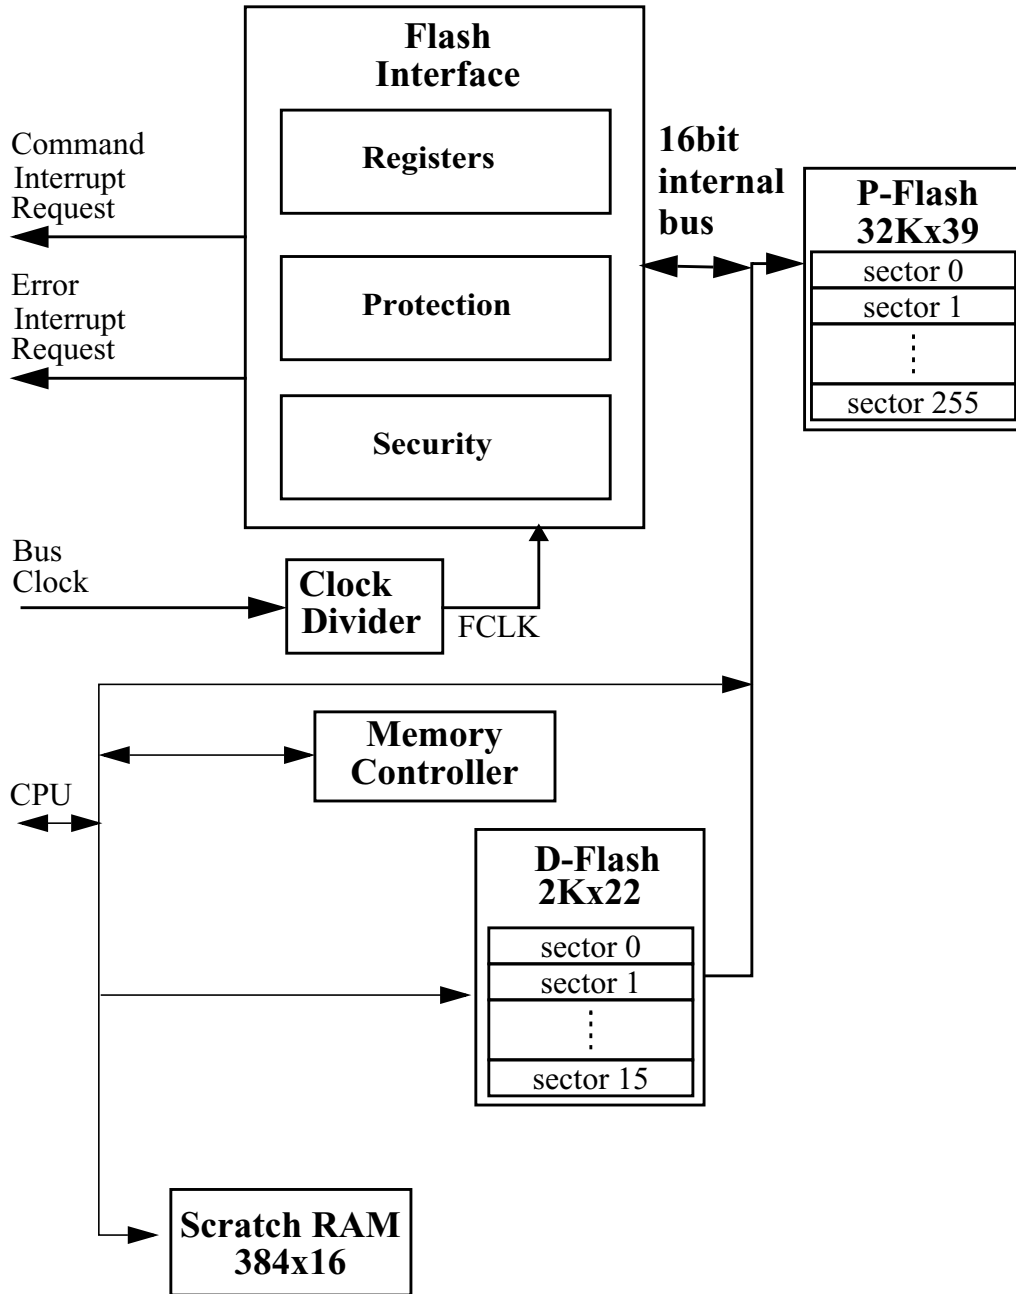 Flash
Interface
Registers
Protection
Security
Command
Interrupt
Request
Error
Interrupt
Request
16bit
internal
bus
P-Flash
32Kx39
sector 0
sector 1
sector 255
Bus
Clock
Clock
Divider
FCLK
Memory
Controller
CPU
D-Flash
2Kx22
sector 0
sector 1
sector 15
Scratch RAM
384x16